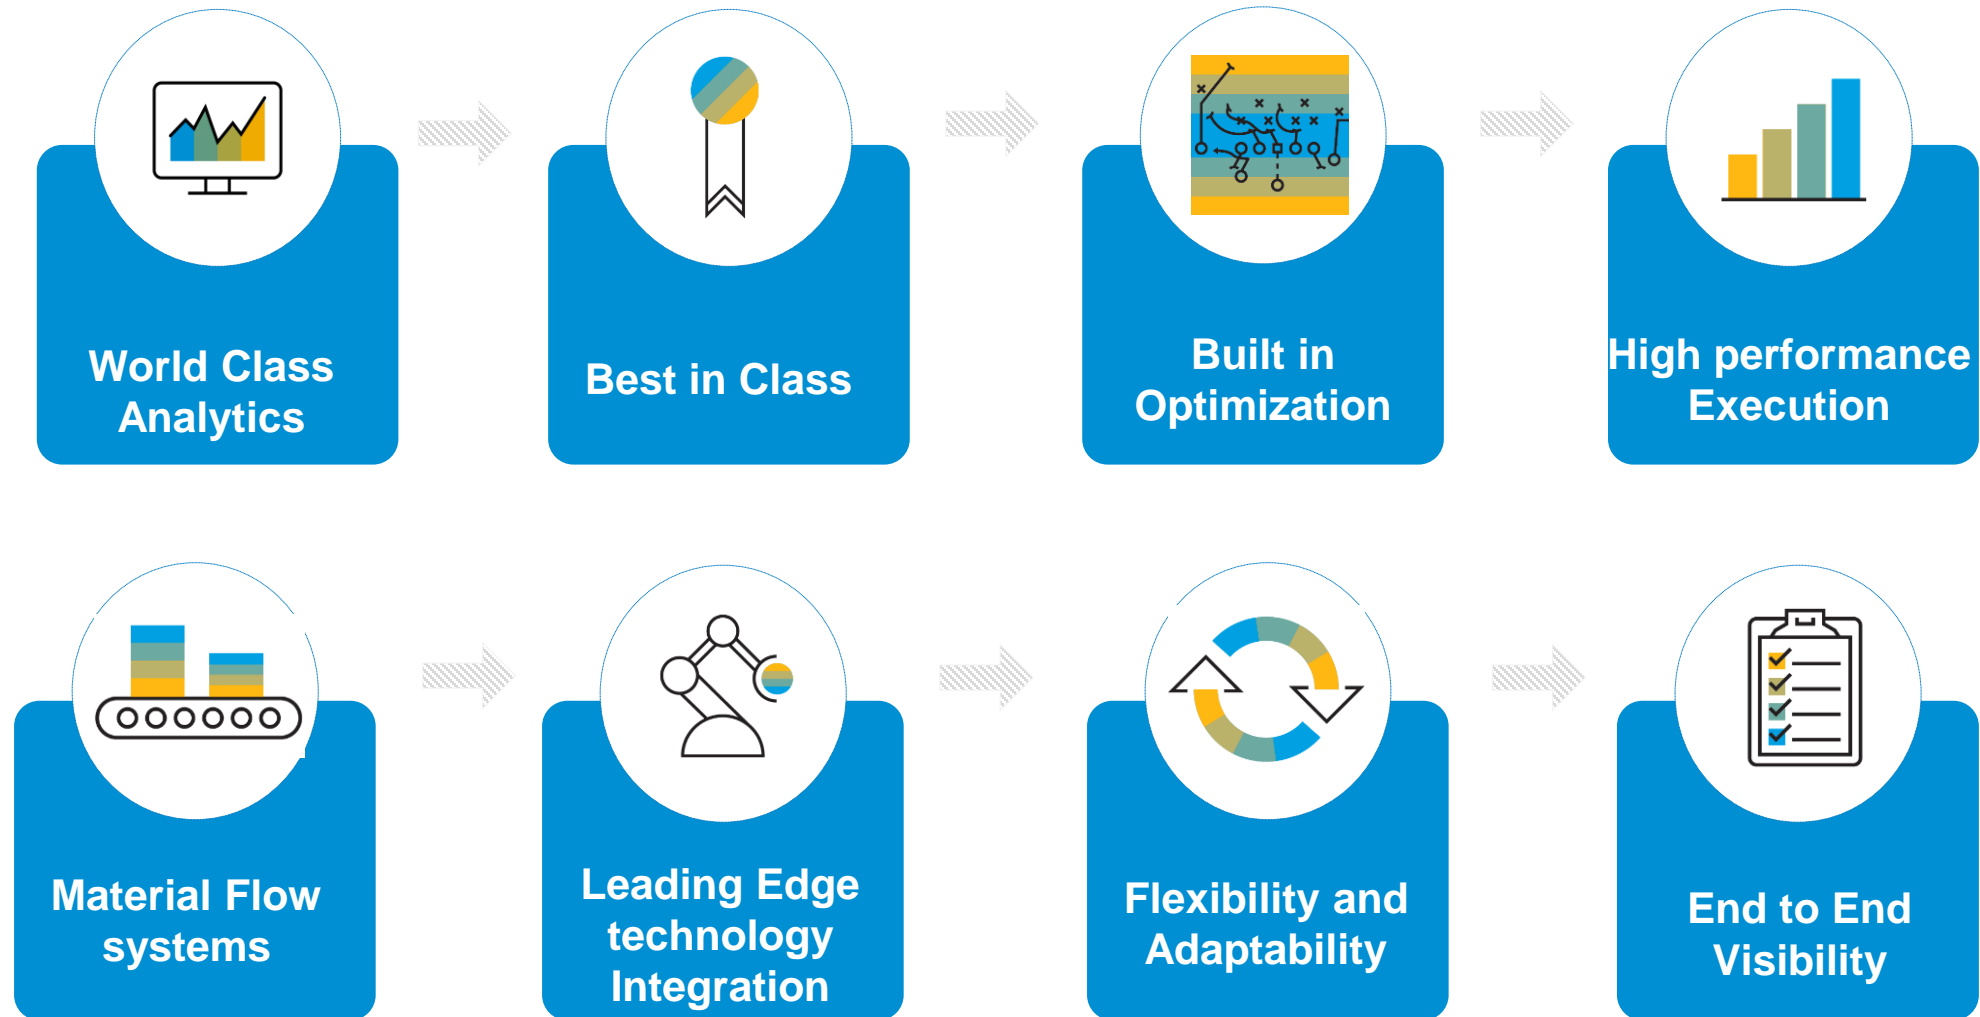 World Class
Analytics
Best in Class
Built in
Optimization
High performance
Execution
Material Flow
systems
Leading Edge
technology
Integration
Flexibility and
Adaptability
End to End
Visibility